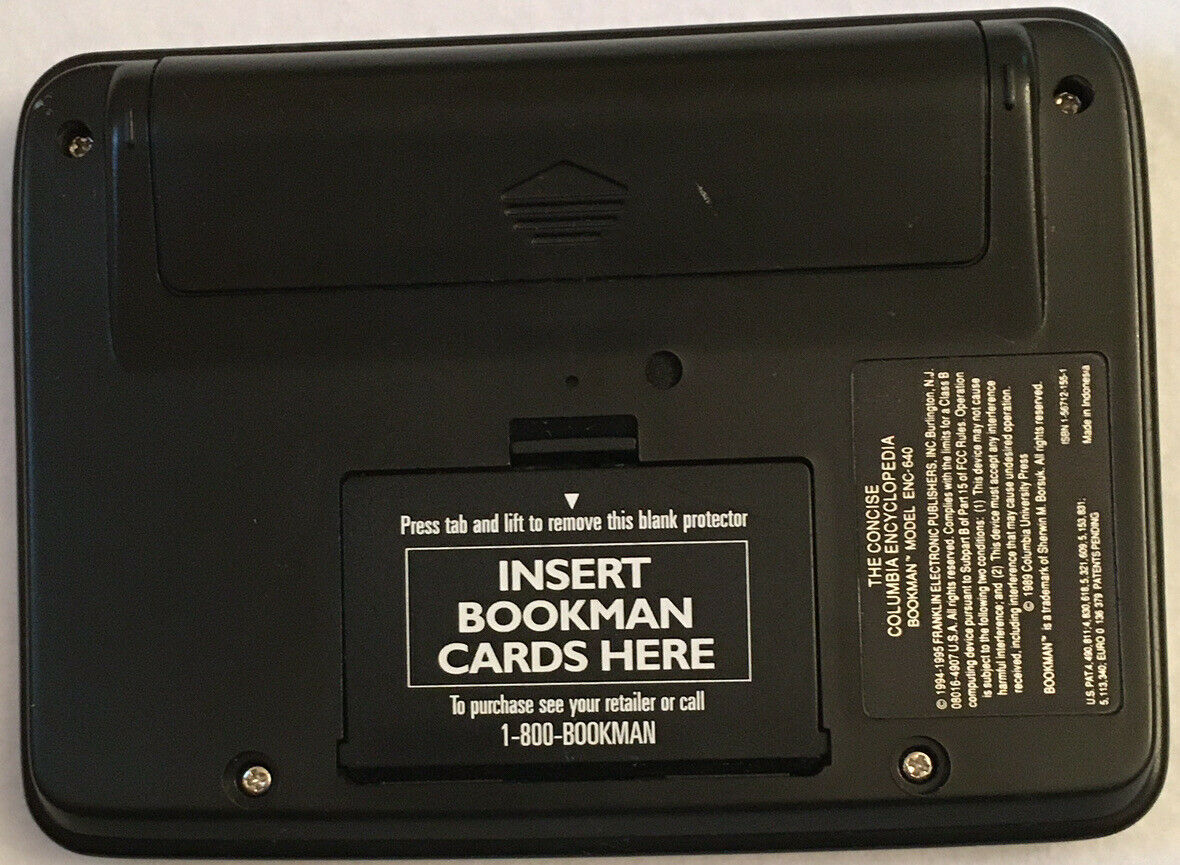 Press tab and lift to remove this blank protector
INSERT
BOOKMAN
CARDS HERE
To purchase see your retailer or call
1-800-BOOKMAN
THE CONCISE
COLUMBIA ENCYCLOPEDIA
BOOKMAN™ MODEL ENC-640
© 1994-1995 FRANKLIN ELECTRONIC PUBLISHERS, INC. Burlington, N.J.
08016-4907 U.S.A. All rights reserved. Complies with the limits for a Class B
computing device pursuant to Subpart B of Part 15 of FCC Rules. Operation
is subject to the following two conditions: (1) This device may not cause
harmful interference; and (2) This device must accept any interference
received, including interference that may cause undesired operation.
© 1989 Columbia University Press
BOOKMAN™ is a trademark of Sherwin M. Borsuk. All rights reserved.
ISBN 1-56712-155-1
U.S. PAT. 4,490,811; 4,830,618; 5,321,609; 5,153,831;
5,113,340; EURO 0 136 379 PATENTS PENDING
Made in Indonesia